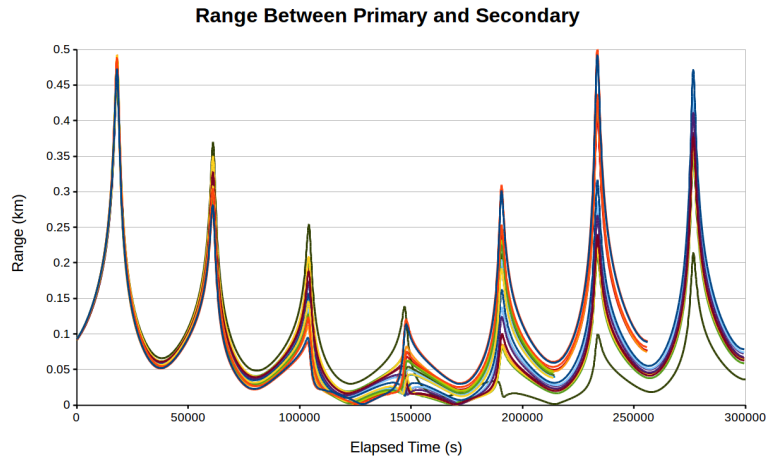 Range Between Primary and Secondary
0.5
0.45
0.4
0.35
0.3
0.25
0.2
0.15
0.1
0.05
0
Range (km)
0 50000 100000 150000 200000 250000 300000
Elapsed Time (s)